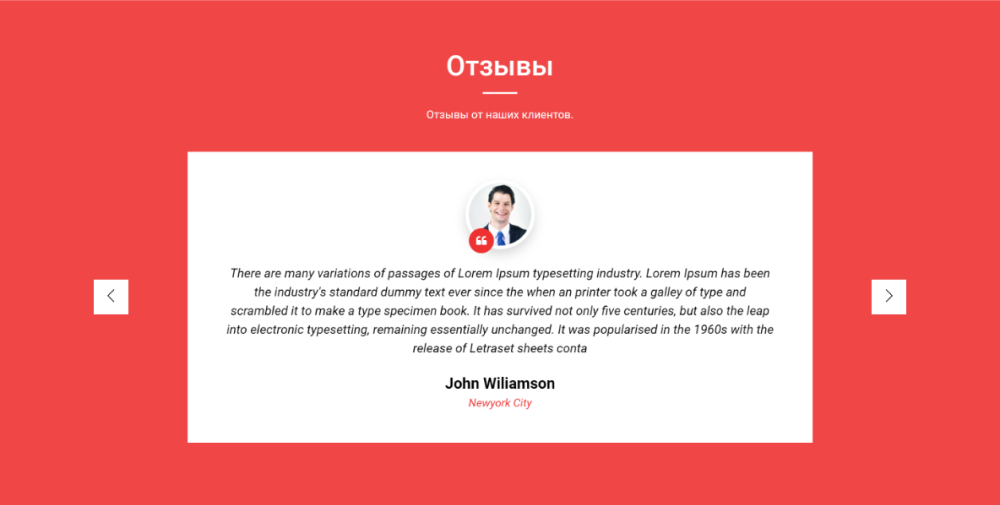 Отзывы
Отзывы от наших клиентов.
There are many variations of passages of Lorem Ipsum typesetting industry. Lorem Ipsum has been
the industry's standard dummy text ever since the when an printer took a galley of type and
scrambled it to make a type specimen book. It has survived not only five centuries, but also the leap
into electronic typesetting, remaining essentially unchanged. It was popularised in the 1960s with the
release of Letraset sheets conta
John Wiliamson
Newyork City